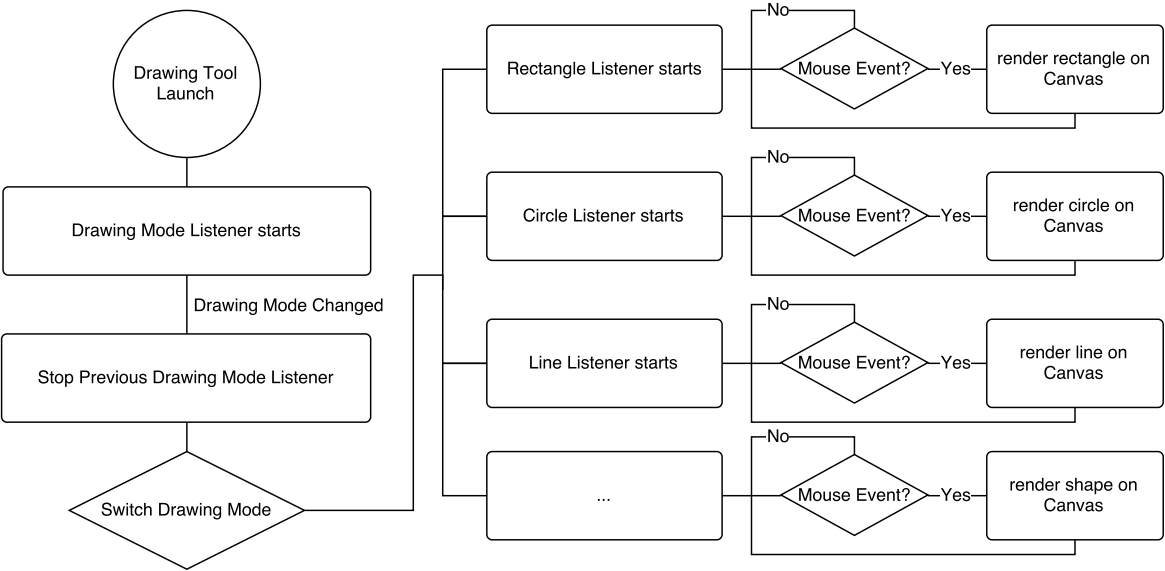 Drawing Tool
Launch
Drawing Mode Listener starts
Drawing Mode Changed
Stop Previous Drawing Mode Listener
Switch Drawing Mode
Rectangle Listener starts
No
Mouse Event?
Yes
render rectangle on
Canvas
Circle Listener starts
No
Mouse Event?
Yes
render circle on
Canvas
Line Listener starts
No
Mouse Event?
Yes
render line on
Canvas
...
No
Mouse Event?
Yes
render shape on
Canvas